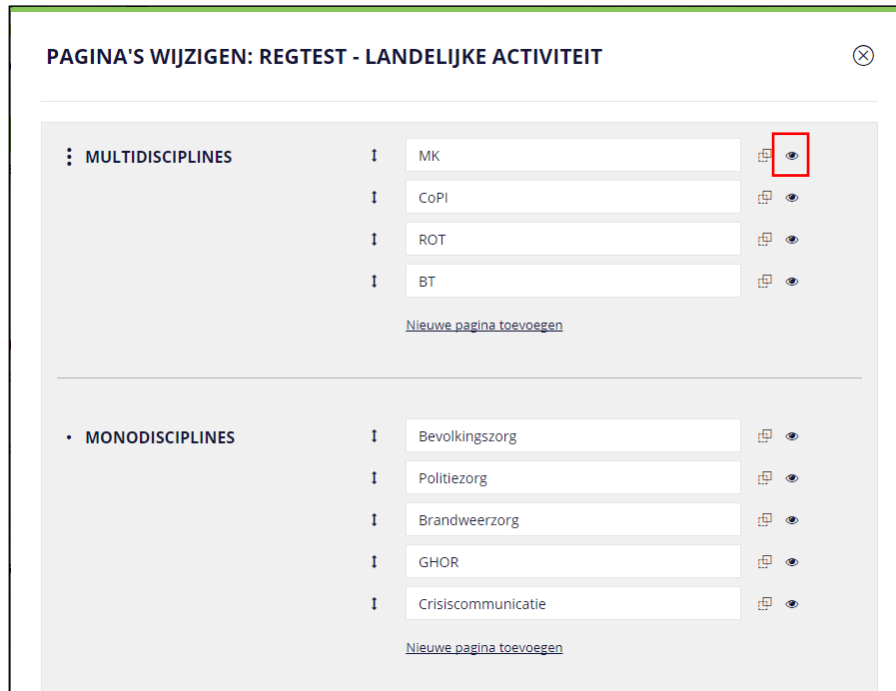 PAGINA'S WIJZIGEN: REGTEST - LANDELIJKE ACTIVITEIT
MULTIDISCIPLINES
MK
CoPI
ROT
BT
Nieuwe pagina toevoegen
MONODISCIPLINES
Bevolkingszorg
Politiezorg
Brandweerzorg
GHOR
Crisiscommunicatie
Nieuwe pagina toevoegen